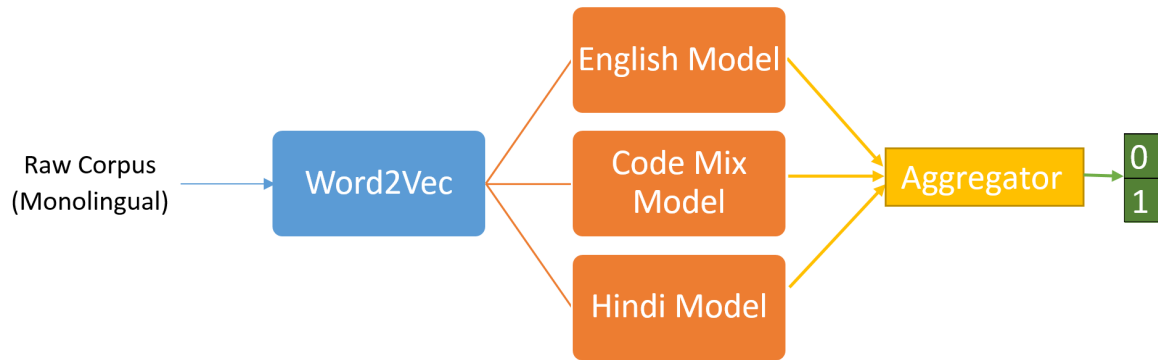 Raw Corpus
(Monolingual)
Word2Vec
English Model
Code Mix
Model
Hindi Model
Aggregator
0
1